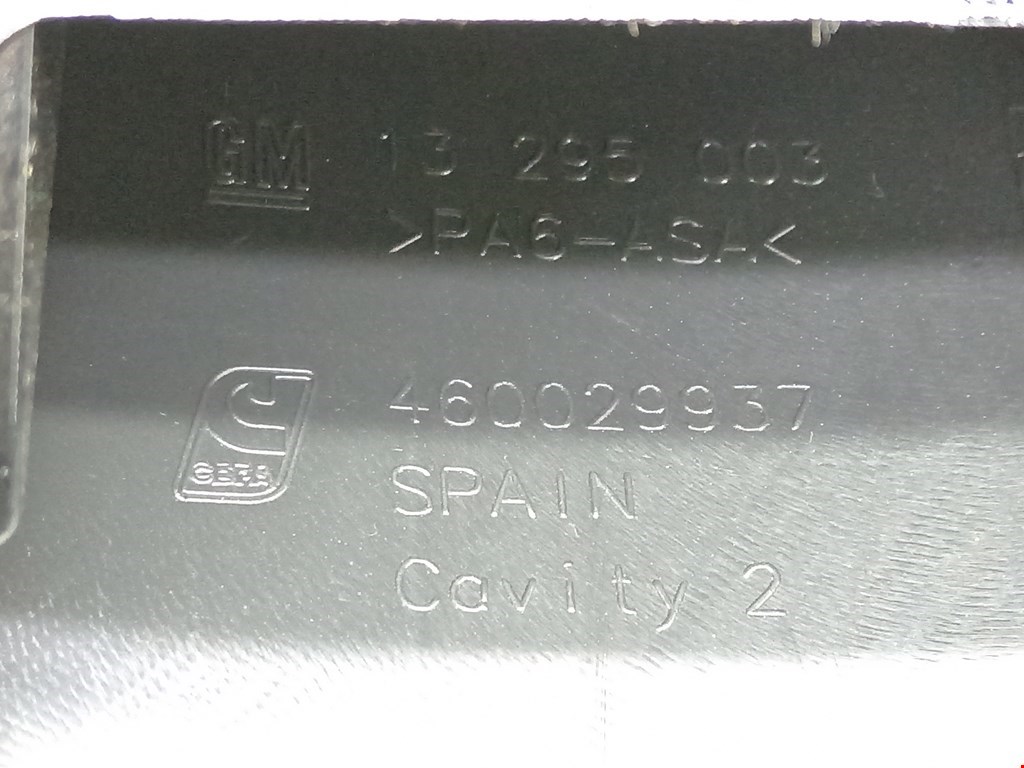 GM 13 295 003
>PA6-ASA<
460029937
SPAIN
Cavity 2